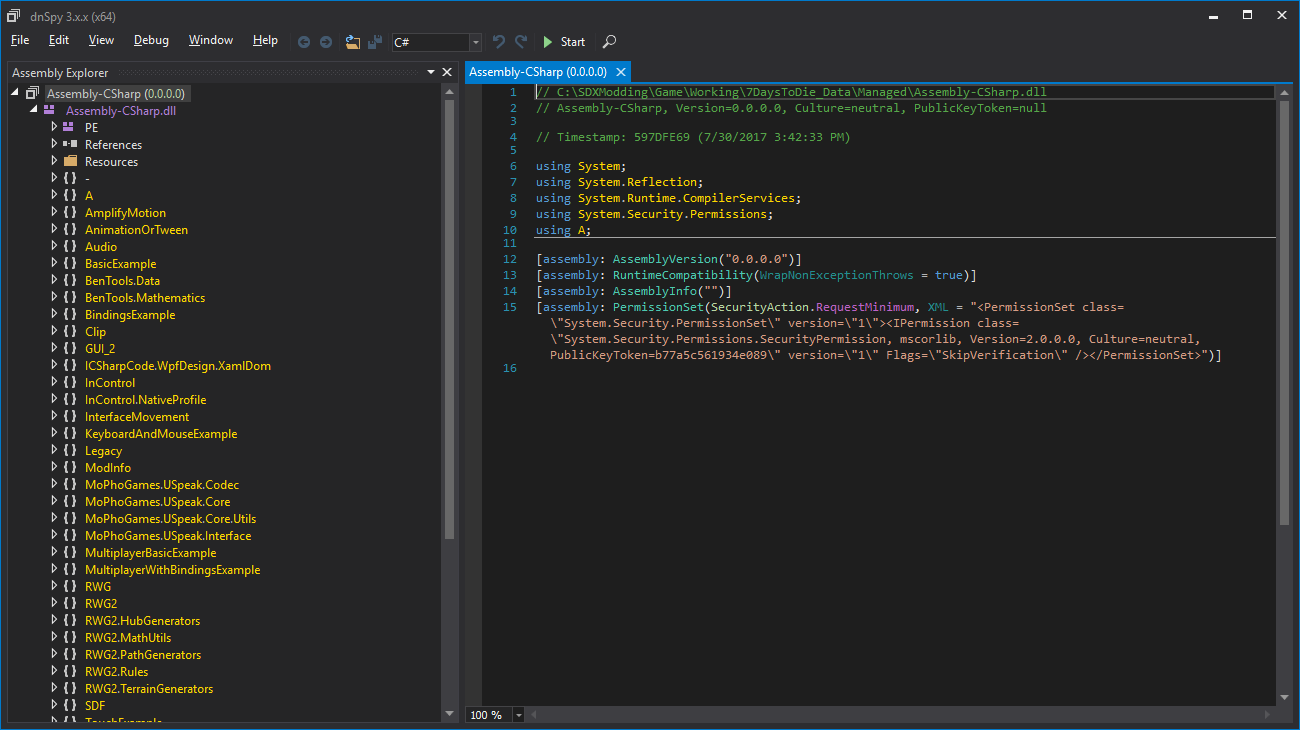 dnSpy 3.x.x (x64)
File Edit View Debug Window Help C# Start
Assembly Explorer
Assembly-CSharp (0.0.0.0)
Assembly-CSharp.dll
PE
References
Resources
-
A
AmplifyMotion
AnimationOrTween
Audio
BasicExample
BenTools.Data
BenTools.Mathematics
BindingsExample
Clip
GUI_2
ICSharpCode.WpfDesign.XamlDom
InControl
InControl.NativeProfile
InterfaceMovement
KeyboardAndMouseExample
Legacy
ModInfo
MoPhoGames.USpeak.Codec
MoPhoGames.USpeak.Core
MoPhoGames.USpeak.Core.Utils
MoPhoGames.USpeak.Interface
MultiplayerBasicExample
MultiplayerWithBindingsExample
RWG
RWG2
RWG2.HubGenerators
RWG2.MathUtils
RWG2.PathGenerators
RWG2.Rules
RWG2.TerrainGenerators
SDF
TouchExample
Assembly-CSharp (0.0.0.0)
1 // C:\SDXModding\Game\Working\7DaysToDie_Data\Managed\Assembly-CSharp.dll
2 // Assembly-CSharp, Version=0.0.0.0, Culture=neutral, PublicKeyToken=null
3
4 // Timestamp: 597DFE69 (7/30/2017 3:42:33 PM)
5
6 using System;
7 using System.Reflection;
8 using System.Runtime.CompilerServices;
9 using System.Security.Permissions;
10 using A;
11
12 [assembly: AssemblyVersion("0.0.0.0")]
13 [assembly: RuntimeCompatibility(WrapNonExceptionThrows = true)]
14 [assembly: AssemblyInfo("")]
15 [assembly: PermissionSet(SecurityAction.RequestMinimum, XML = "<PermissionSet class=
\"System.Security.PermissionSet\" version=\"1\"><IPermission class=
\"System.Security.Permissions.SecurityPermission, mscorlib, Version=2.0.0.0, Culture=neutral,
PublicKeyToken=b77a5c561934e089\" version=\"1\" Flags=\"SkipVerification\" /></PermissionSet>")]
16
100 %